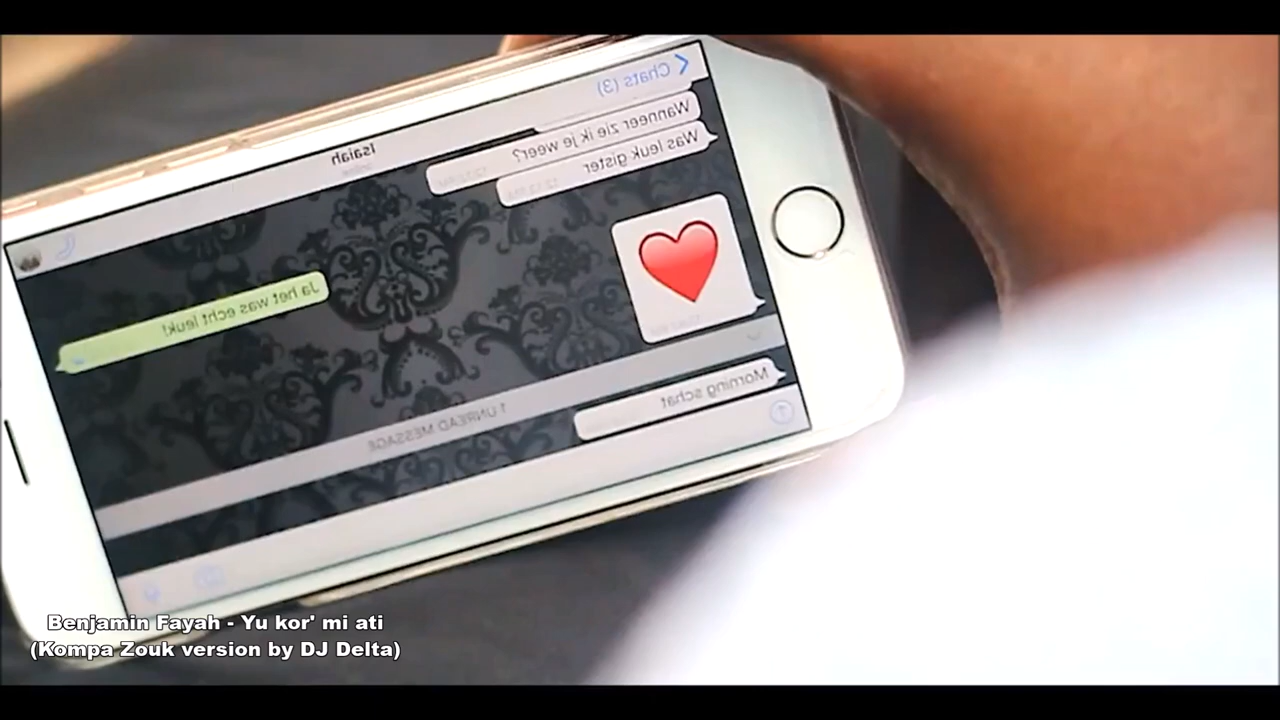 Chats (3)
Isaiah
online
Wanneer zie ik je weer?
Was leuk gister
Ja het was echt leuk!
1 UNREAD MESSAGE
Morning schat
Benjamin Fayah - Yu kor' mi ati
(Kompa Zouk version by DJ Delta)